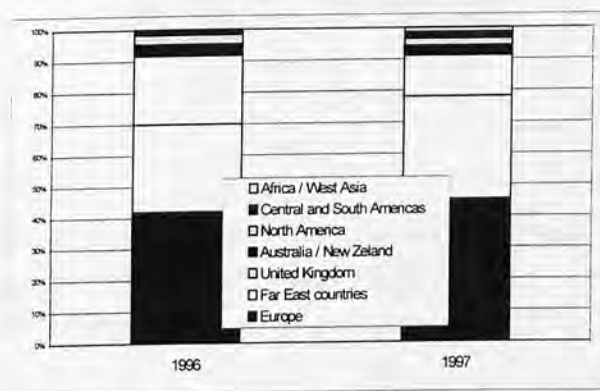 100%
90%
80%
70%
60%
50%
40%
30%
20%
10%
0%
Africa / West Asia
Central and South Americas
North America
Australia / New Zeland
United Kingdom
Far East countries
Europe
1996
1997